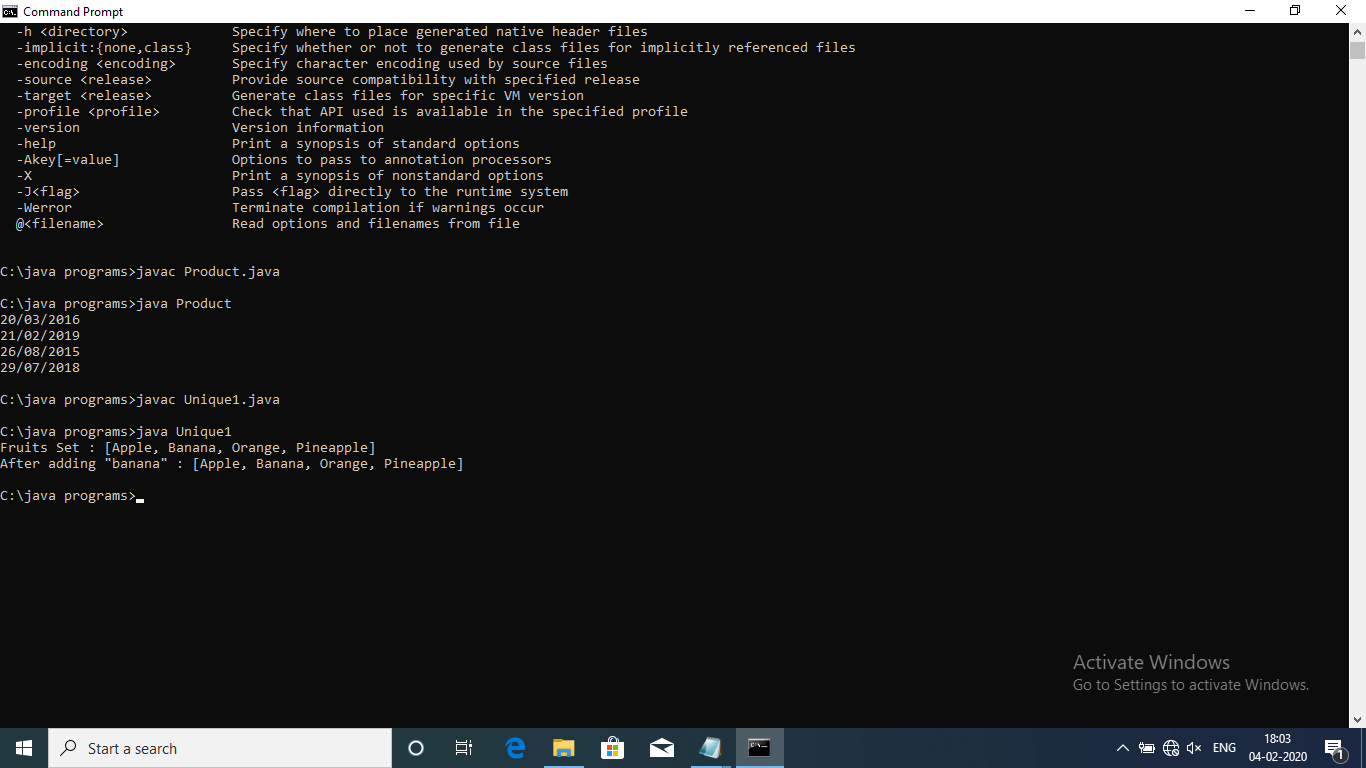 Command Prompt
-h <directory> Specify where to place generated native header files
-implicit:{none,class} Specify whether or not to generate class files for implicitly referenced files
-encoding <encoding> Specify character encoding used by source files
-source <release> Provide source compatibility with specified release
-target <release> Generate class files for specific VM version
-profile <profile> Check that API used is available in the specified profile
-version Version information
-help Print a synopsis of standard options
-Akey[=value] Options to pass to annotation processors
-X Print a synopsis of nonstandard options
-J<flag> Pass <flag> directly to the runtime system
-Werror Terminate compilation if warnings occur
@<filename> Read options and filenames from file
C:\java programs>javac Product.java
C:\java programs>java Product
20/03/2016
21/02/2019
26/08/2015
29/07/2018
C:\java programs>javac Unique1.java
C:\java programs>java Unique1
Fruits Set : [Apple, Banana, Orange, Pineapple]
After adding "banana" : [Apple, Banana, Orange, Pineapple]
C:\java programs>
Activate Windows
Go to Settings to activate Windows.
Start a search
ENG
18:03
04-02-2020
1